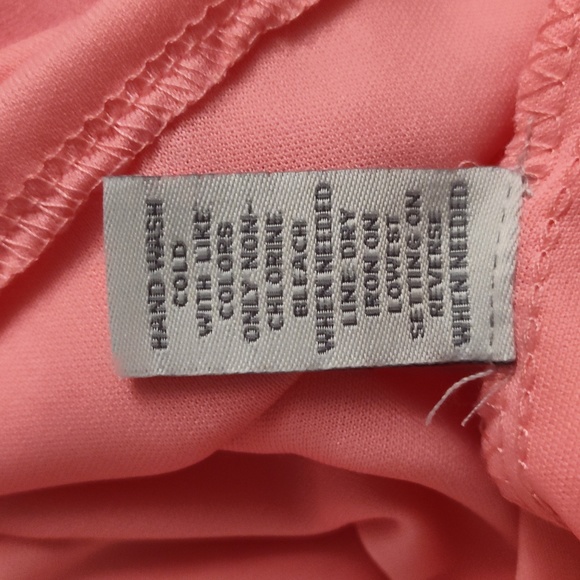 HAND WASH
COLD
WITH LIKE
COLORS
ONLY NON-
CHLORINE
BLEACH
WHEN NEEDED
LINE DRY
IRON ON
LOWEST
SETTING ON
REVERSE
WHEN NEEDED